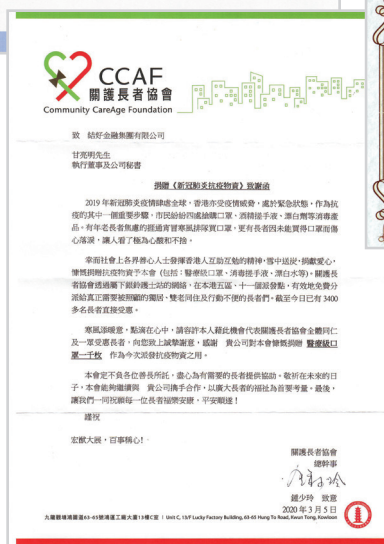 CCAF
關護長者協會
Community CareAge Foundation
致　結好金融集團有限公司
甘亮明先生
執行董事及公司秘書
捐贈《新冠肺炎抗疫物資》致謝函
2019 年新冠肺炎疫情肆虐全球，香港亦受疫情威脅，處於緊急狀態，作為抗
疫的其中一個重要步驟，市民紛紛四處搶購口罩、酒精搓手液、漂白劑等消毒產
品。有年老長者焦慮的徑過宵冒寒風排隊買口罩，更有長者因未能買得口罩而傷
心落淚，讓人看了極為心酸和不捨。
幸而社會上各界善心人士發揮香港人互助互勉的精神，雪中送炭，捐獻愛心，
慷慨捐贈抗疫物資予本會（包括：醫療級口罩、消毒搓手液、漂白水等）。關護長
者協會透過屬下銀鈴護士站的網絡，在本港五區、十一個派發點，有效地免費分
派給真正需要被照顧的獨居、雙老同住及行動不便的長者們。截至今日已有 3400
多名長者直接受惠。
寒風添暖意，點滴在心中，請容許本人藉此機會代表關護長者協會全體同仁
及一眾受惠長者，向您致上誠摯謝意，感謝　貴公司對本會慷慨捐贈 醫療級口
罩一千枚 作為今次派發抗疫物資之用。
本會定不負各位善長所託，盡心為有需要的長者提供協助。敬祈在未來的日
子，本會能夠繼續與　貴公司攜手合作，以廣大長者的福祉為首要考量。最後，
讓我們一同祝願每一位長者福樂安康、平安順遂！
謹祝
宏猷大展，百事稱心！
關護長者協會
總幹事
鍾少玲　致意
2020 年 3 月 5 日
九龍觀塘鴻圖道63-65號鴻運工廠大廈13樓C室 | Unit C, 13/F Lucky Factory Building, 63-65 Hung To Road, Kwun Tong, Kowloon